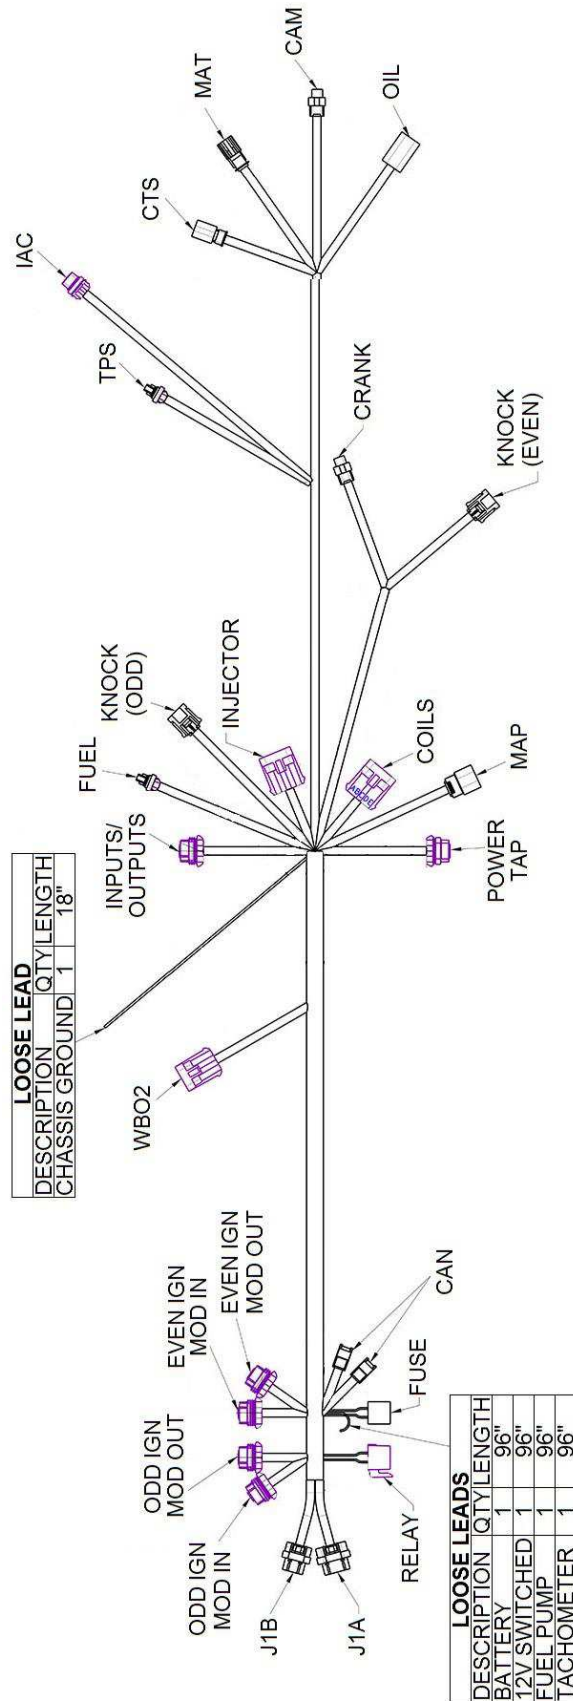 LOOSE LEAD
DESCRIPTION QTY LENGTH
CHASSIS GROUND 1 18"
IAC
TPS
CTS
MAT
CAM
OIL
CRANK
KNOCK
(EVEN)
KNOCK
(ODD)
FUEL
INJECTOR
INPUTS/
OUTPUTS
COILS
ABCDE
MAP
POWER
TAP
WBO2
EVEN IGN
MOD OUT
EVEN IGN
MOD IN
ODD IGN
MOD OUT
ODD IGN
MOD IN
J1B
J1A
RELAY
FUSE
CAN
LOOSE LEADS
DESCRIPTION QTY LENGTH
BATTERY 1 96"
12V SWITCHED 1 96"
FUEL PUMP 1 96"
TACHOMETER 1 96"